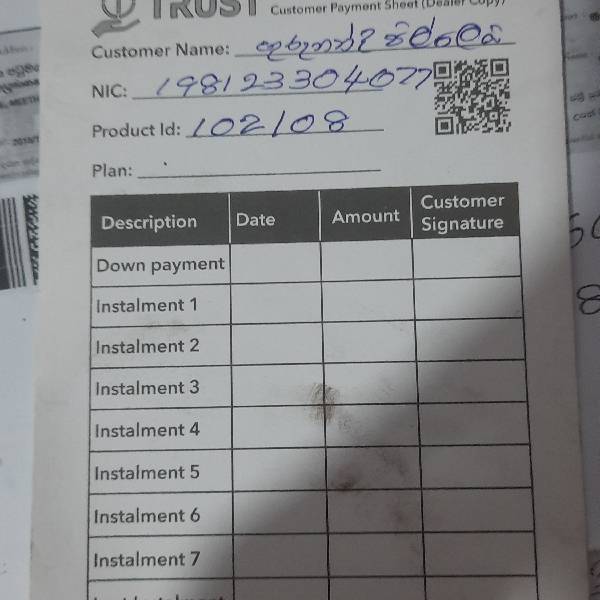 TRUST Customer Payment Sheet (Dealer Copy)
Customer Name:
NIC: 198123304077
Product Id: 102108
Plan:
Description Date Amount Customer Signature
Down payment
Instalment 1
Instalment 2
Instalment 3
Instalment 4
Instalment 5
Instalment 6
Instalment 7